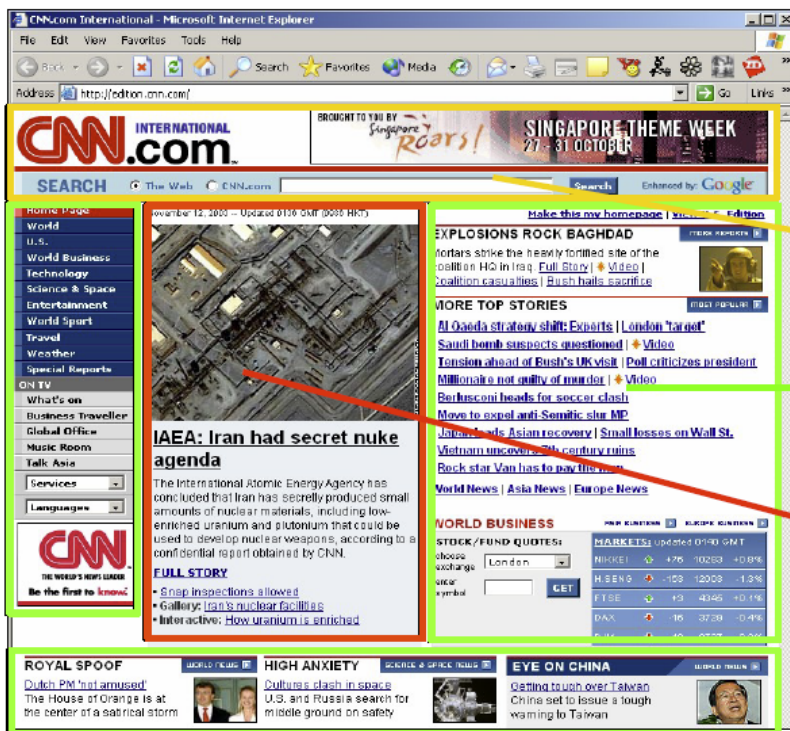 CNN.com International - Microsoft Internet Explorer
File Edit View Favorites Tools Help
Back Search Favorites Media
Address http://edition.cnn.com/ Go Links
CNN.com INTERNATIONAL
BROUGHT TO YOU BY
Singapore Roars!
SINGAPORE THEME WEEK
27 - 31 OCTOBER
SEARCH The Web CNN.com Search Enhanced by: Google
Home Page
World
U.S.
World Business
Technology
Science & Space
Entertainment
World Sport
Travel
Weather
Special Reports
ON TV
What's on
Business Traveller
Global Office
Music Room
Talk Asia
Services
Languages
CNN
THE WORLD'S NEWS LEADER
Be the first to know.
November 12, 2003 -- Updated 0130 GMT (0930 HKT)
IAEA: Iran had secret nuke
agenda
The International Atomic Energy Agency has
concluded that Iran has secretly produced small
amounts of nuclear materials, including low-
enriched uranium and plutonium that could be
used to develop nuclear weapons, according to a
confidential report obtained by CNN.
FULL STORY
• Snap inspections allowed
• Gallery: Iran's nuclear facilities
• Interactive: How uranium is enriched
Make this my homepage | Edition
EXPLOSIONS ROCK BAGHDAD MORE REPORTS
Mortars strike the heavily fortified site of the
coalition HQ in Iraq. Full Story | Video |
Coalition casualties | Bush hails sacrifice
MORE TOP STORIES MOST POPULAR
Al Qaeda strategy shift: Experts | London 'target'
Saudi bomb suspects questioned | Video
Tension ahead of Bush's UK visit | Poll criticizes president
Millionaire not guilty of murder | Video
Berlusconi heads for soccer clash
Move to expel anti-Semitic slur MP
Japan leads Asian recovery | Small losses on Wall St.
Vietnam uncovers 7th century ruins
Rock star Van has to pay the
World News | Asia News | Europe News
WORLD BUSINESS ASIA BUSINESS EUROPE BUSINESS
STOCK/FUND QUOTES:
choose exchange London
enter symbol GET
MARKETS: updated 0140 GMT
NIKKEI +76 10283 +0.8%
H.SENG -153 12003 -1.3%
FTSE +3 4345 +0.1%
DAX -16 3729 -0.4%
ROYAL SPOOF WORLD NEWS
Dutch PM 'not amused'
The House of Orange is at
the center of a satirical storm
HIGH ANXIETY SCIENCE & SPACE NEWS
Cultures clash in space
U.S. and Russia search for
middle ground on safety
EYE ON CHINA WORLD NEWS
Getting tough over Taiwan
China set to issue a tough
warning to Taiwan